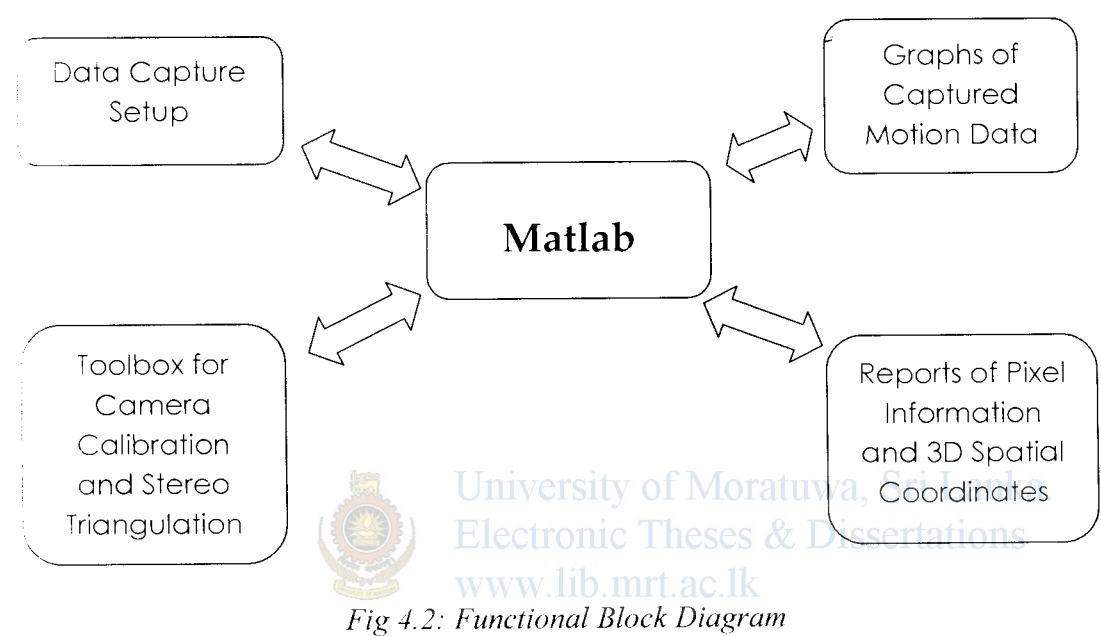 Data Capture
Setup
Graphs of
Captured
Motion Data
Matlab
Toolbox for
Camera
Calibration
and Stereo
Triangulation
Reports of Pixel
Information
and 3D Spatial
Coordinates
University of Moratuwa, Sri Lanka.
Electronic Theses & Dissertations
www.lib.mrt.ac.lk
Fig 4.2: Functional Block Diagram